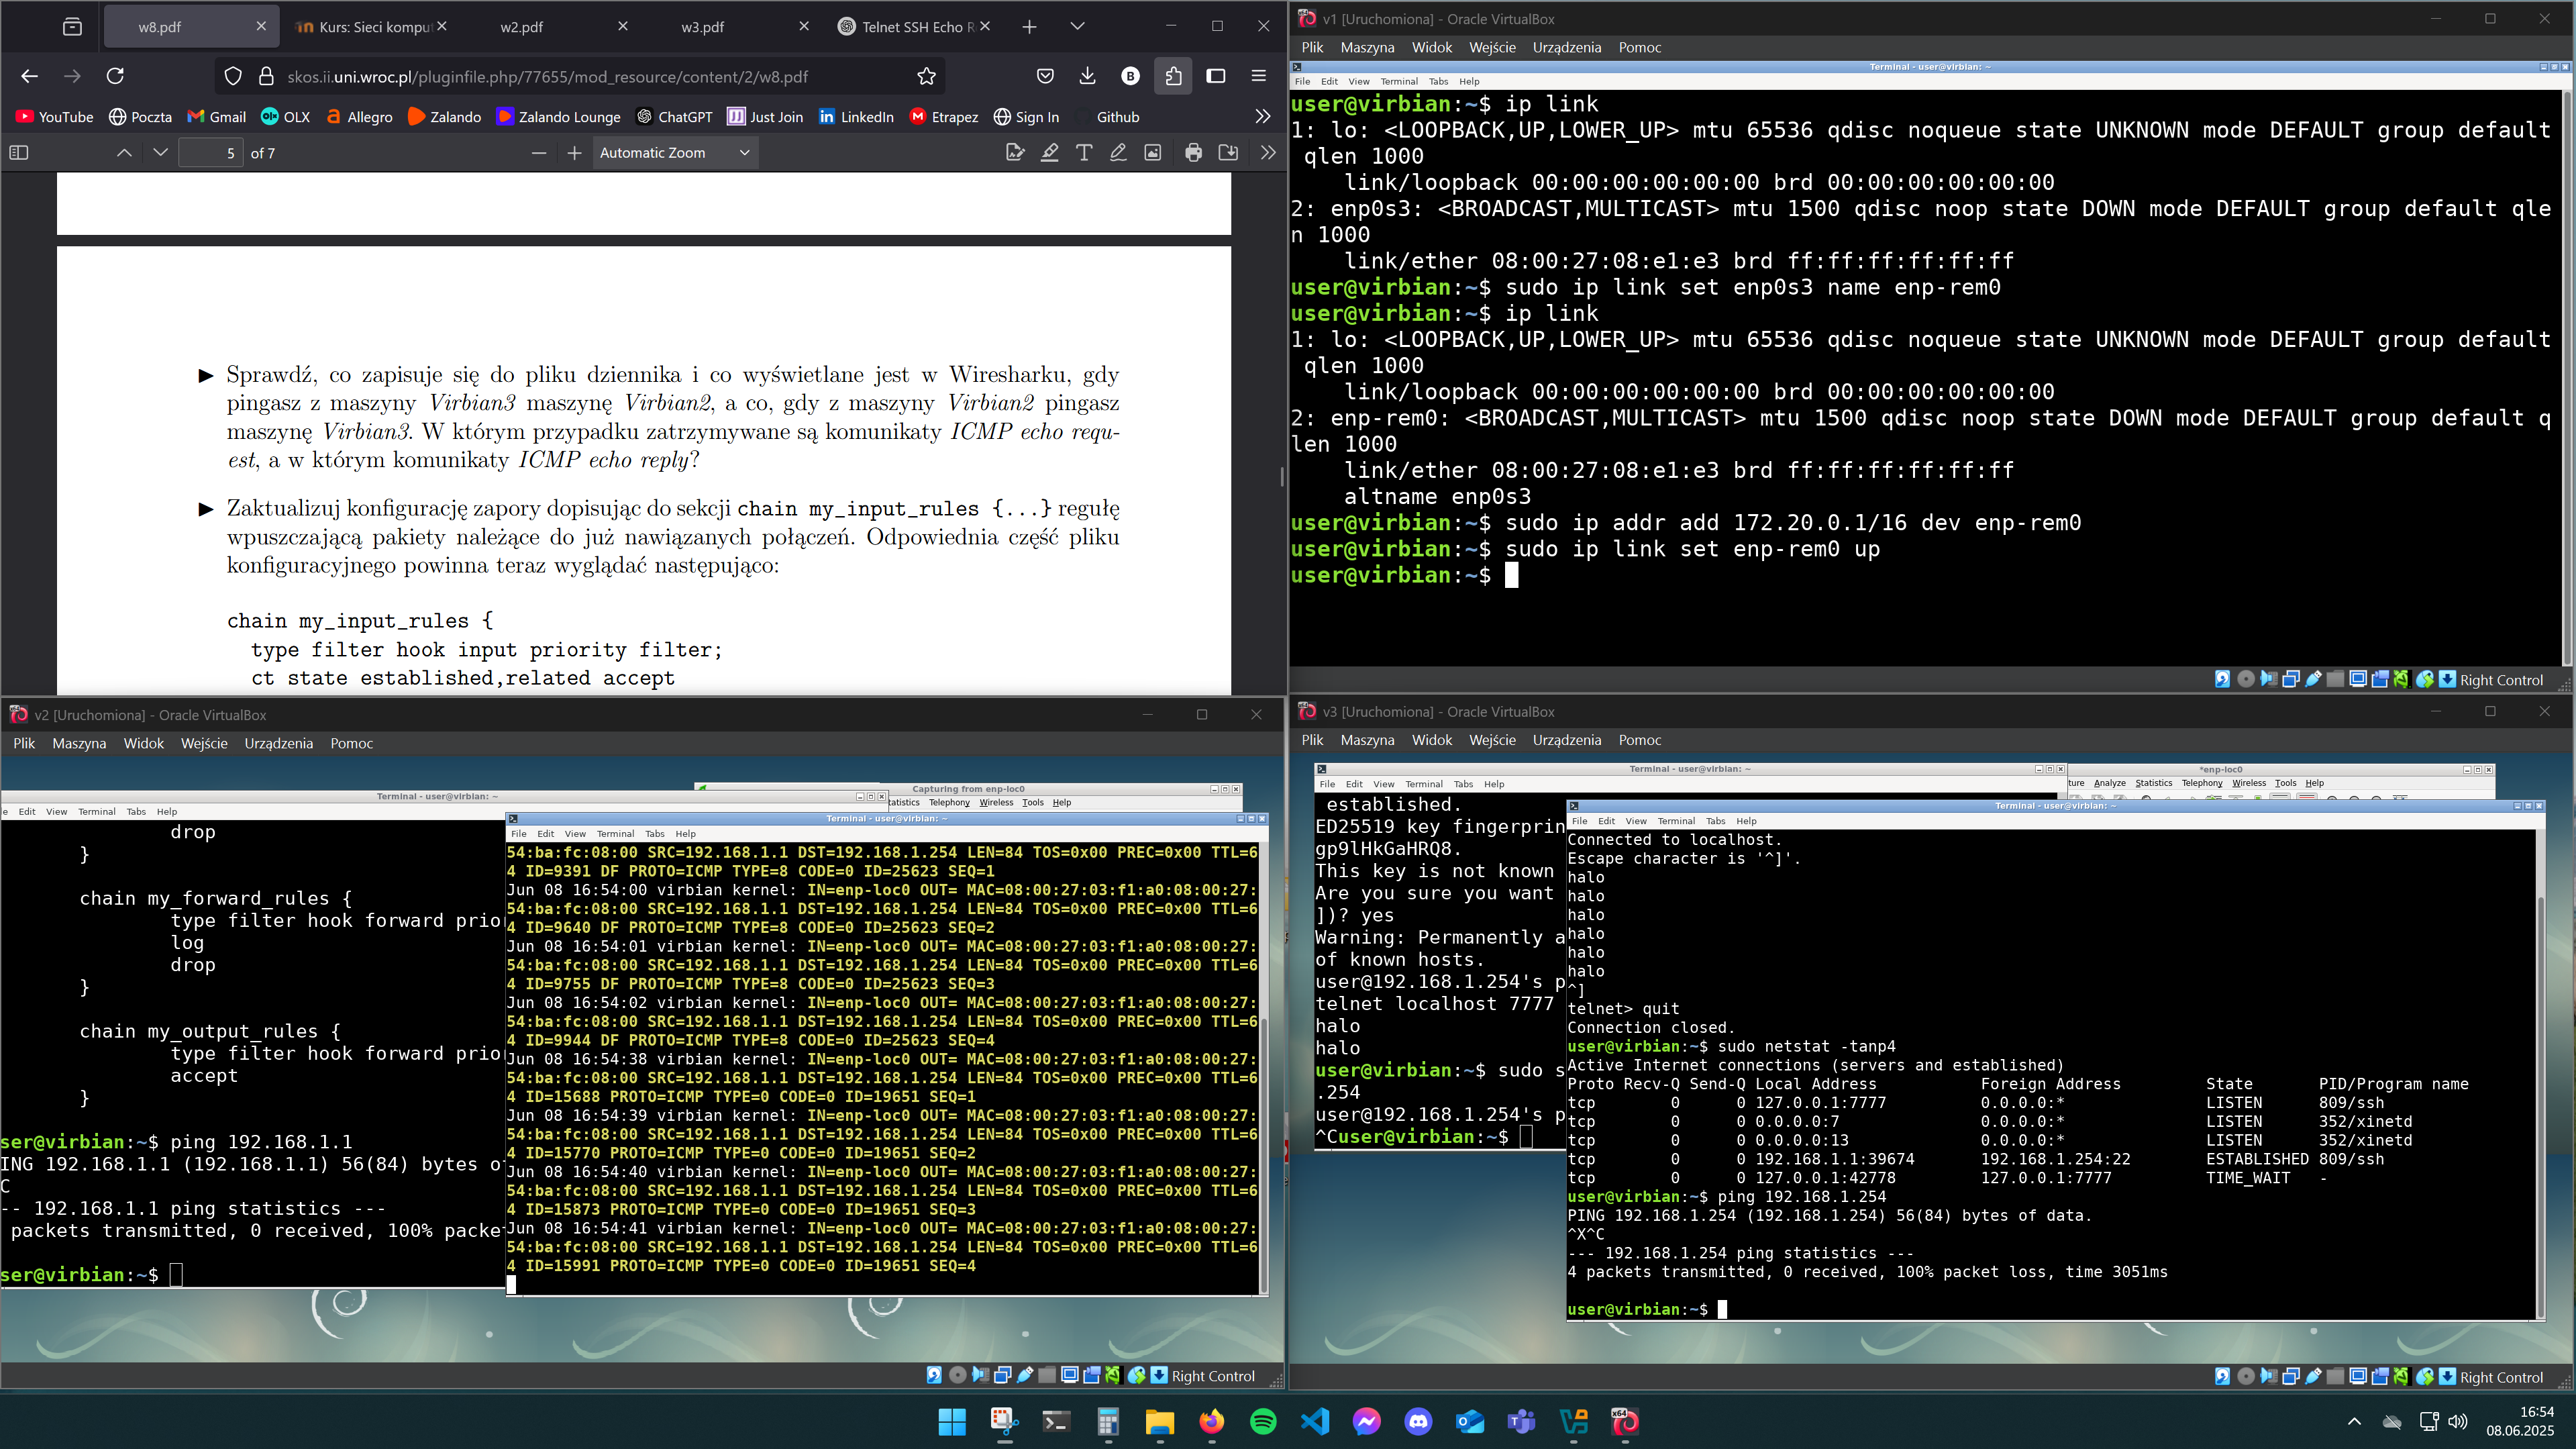 w8.pdf
Kurs: Sieci komput
w2.pdf
w3.pdf
Telnet SSH Echo R
skos.ii.uni.wroc.pl/pluginfile.php/77655/mod_resource/content/2/w8.pdf
YouTube Poczta Gmail OLX Allegro Zalando Zalando Lounge ChatGPT Just Join LinkedIn Etrapez Sign In Github
5 of 7 Automatic Zoom
► Sprawdź, co zapisuje się do pliku dziennika i co wyświetlane jest w Wiresharku, gdy
pingasz z maszyny Virbian3 maszynę Virbian2, a co, gdy z maszyny Virbian2 pingasz
maszynę Virbian3. W którym przypadku zatrzymywane są komunikaty ICMP echo requ-
est, a w którym komunikaty ICMP echo reply?
► Zaktualizuj konfigurację zapory dopisując do sekcji chain my_input_rules {...} regułę
wpuszczającą pakiety należące do już nawiązanych połączeń. Odpowiednia część pliku
konfiguracyjnego powinna teraz wyglądać następująco:
chain my_input_rules {
type filter hook input priority filter;
ct state established,related accept
v1 [Uruchomiona] - Oracle VirtualBox
Plik Maszyna Widok Wejście Urządzenia Pomoc
Terminal - user@virbian: ~
File Edit View Terminal Tabs Help
user@virbian:~$ ip link
1: lo: <LOOPBACK,UP,LOWER_UP> mtu 65536 qdisc noqueue state UNKNOWN mode DEFAULT group default
qlen 1000
link/loopback 00:00:00:00:00:00 brd 00:00:00:00:00:00
2: enp0s3: <BROADCAST,MULTICAST> mtu 1500 qdisc noop state DOWN mode DEFAULT group default qle
n 1000
link/ether 08:00:27:08:e1:e3 brd ff:ff:ff:ff:ff:ff
user@virbian:~$ sudo ip link set enp0s3 name enp-rem0
user@virbian:~$ ip link
1: lo: <LOOPBACK,UP,LOWER_UP> mtu 65536 qdisc noqueue state UNKNOWN mode DEFAULT group default
qlen 1000
link/loopback 00:00:00:00:00:00 brd 00:00:00:00:00:00
2: enp-rem0: <BROADCAST,MULTICAST> mtu 1500 qdisc noop state DOWN mode DEFAULT group default q
len 1000
link/ether 08:00:27:08:e1:e3 brd ff:ff:ff:ff:ff:ff
altname enp0s3
user@virbian:~$ sudo ip addr add 172.20.0.1/16 dev enp-rem0
user@virbian:~$ sudo ip link set enp-rem0 up
user@virbian:~$
Right Control
v2 [Uruchomiona] - Oracle VirtualBox
Plik Maszyna Widok Wejście Urządzenia Pomoc
Capturing from enp-loc0
tatistics Telephony Wireless Tools Help
Terminal - user@virbian: ~
e Edit View Terminal Tabs Help
drop
}
chain my_forward_rules {
type filter hook forward prio
log
drop
}
chain my_output_rules {
type filter hook forward prio
accept
}
ser@virbian:~$ ping 192.168.1.1
ING 192.168.1.1 (192.168.1.1) 56(84) bytes o
C
-- 192.168.1.1 ping statistics ---
packets transmitted, 0 received, 100% packe
ser@virbian:~$
Terminal - user@virbian: ~
File Edit View Terminal Tabs Help
54:ba:fc:08:00 SRC=192.168.1.1 DST=192.168.1.254 LEN=84 TOS=0x00 PREC=0x00 TTL=6
4 ID=9391 DF PROTO=ICMP TYPE=8 CODE=0 ID=25623 SEQ=1
Jun 08 16:54:00 virbian kernel: IN=enp-loc0 OUT= MAC=08:00:27:03:f1:a0:08:00:27:
54:ba:fc:08:00 SRC=192.168.1.1 DST=192.168.1.254 LEN=84 TOS=0x00 PREC=0x00 TTL=6
4 ID=9640 DF PROTO=ICMP TYPE=8 CODE=0 ID=25623 SEQ=2
Jun 08 16:54:01 virbian kernel: IN=enp-loc0 OUT= MAC=08:00:27:03:f1:a0:08:00:27:
54:ba:fc:08:00 SRC=192.168.1.1 DST=192.168.1.254 LEN=84 TOS=0x00 PREC=0x00 TTL=6
4 ID=9755 DF PROTO=ICMP TYPE=8 CODE=0 ID=25623 SEQ=3
Jun 08 16:54:02 virbian kernel: IN=enp-loc0 OUT= MAC=08:00:27:03:f1:a0:08:00:27:
54:ba:fc:08:00 SRC=192.168.1.1 DST=192.168.1.254 LEN=84 TOS=0x00 PREC=0x00 TTL=6
4 ID=9944 DF PROTO=ICMP TYPE=8 CODE=0 ID=25623 SEQ=4
Jun 08 16:54:38 virbian kernel: IN=enp-loc0 OUT= MAC=08:00:27:03:f1:a0:08:00:27:
54:ba:fc:08:00 SRC=192.168.1.1 DST=192.168.1.254 LEN=84 TOS=0x00 PREC=0x00 TTL=6
4 ID=15688 PROTO=ICMP TYPE=0 CODE=0 ID=19651 SEQ=1
Jun 08 16:54:39 virbian kernel: IN=enp-loc0 OUT= MAC=08:00:27:03:f1:a0:08:00:27:
54:ba:fc:08:00 SRC=192.168.1.1 DST=192.168.1.254 LEN=84 TOS=0x00 PREC=0x00 TTL=6
4 ID=15770 PROTO=ICMP TYPE=0 CODE=0 ID=19651 SEQ=2
Jun 08 16:54:40 virbian kernel: IN=enp-loc0 OUT= MAC=08:00:27:03:f1:a0:08:00:27:
54:ba:fc:08:00 SRC=192.168.1.1 DST=192.168.1.254 LEN=84 TOS=0x00 PREC=0x00 TTL=6
4 ID=15873 PROTO=ICMP TYPE=0 CODE=0 ID=19651 SEQ=3
Jun 08 16:54:41 virbian kernel: IN=enp-loc0 OUT= MAC=08:00:27:03:f1:a0:08:00:27:
54:ba:fc:08:00 SRC=192.168.1.1 DST=192.168.1.254 LEN=84 TOS=0x00 PREC=0x00 TTL=6
4 ID=15991 PROTO=ICMP TYPE=0 CODE=0 ID=19651 SEQ=4
Right Control
v3 [Uruchomiona] - Oracle VirtualBox
Plik Maszyna Widok Wejście Urządzenia Pomoc
Terminal - user@virbian: ~
File Edit View Terminal Tabs Help
*enp-loc0
ture Analyze Statistics Telephony Wireless Tools Help
established.
ED25519 key fingerprin
gp9lHkGaHRQ8.
This key is not known
Are you sure you want
])? yes
Warning: Permanently a
of known hosts.
user@192.168.1.254's p
telnet localhost 7777
halo
halo
user@virbian:~$ sudo s
.254
user@192.168.1.254's p
^Cuser@virbian:~$
Terminal - user@virbian: ~
File Edit View Terminal Tabs Help
Connected to localhost.
Escape character is '^]'.
halo
halo
halo
halo
halo
halo
^]
telnet> quit
Connection closed.
user@virbian:~$ sudo netstat -tanp4
Active Internet connections (servers and established)
Proto Recv-Q Send-Q Local Address Foreign Address State PID/Program name
tcp 0 0 127.0.0.1:7777 0.0.0.0:* LISTEN 809/ssh
tcp 0 0 0.0.0.0:7 0.0.0.0:* LISTEN 352/xinetd
tcp 0 0 0.0.0.0:13 0.0.0.0:* LISTEN 352/xinetd
tcp 0 0 192.168.1.1:39674 192.168.1.254:22 ESTABLISHED 809/ssh
tcp 0 0 127.0.0.1:42778 127.0.0.1:7777 TIME_WAIT -
user@virbian:~$ ping 192.168.1.254
PING 192.168.1.254 (192.168.1.254) 56(84) bytes of data.
^X^C
--- 192.168.1.254 ping statistics ---
4 packets transmitted, 0 received, 100% packet loss, time 3051ms
user@virbian:~$
Right Control
16:54
08.06.2025